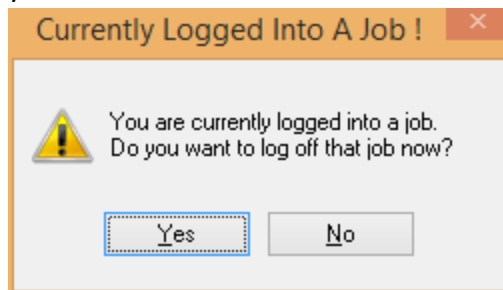 Currently Logged Into A Job !
You are currently logged into a job.
Do you want to log off that job now?
Yes
No